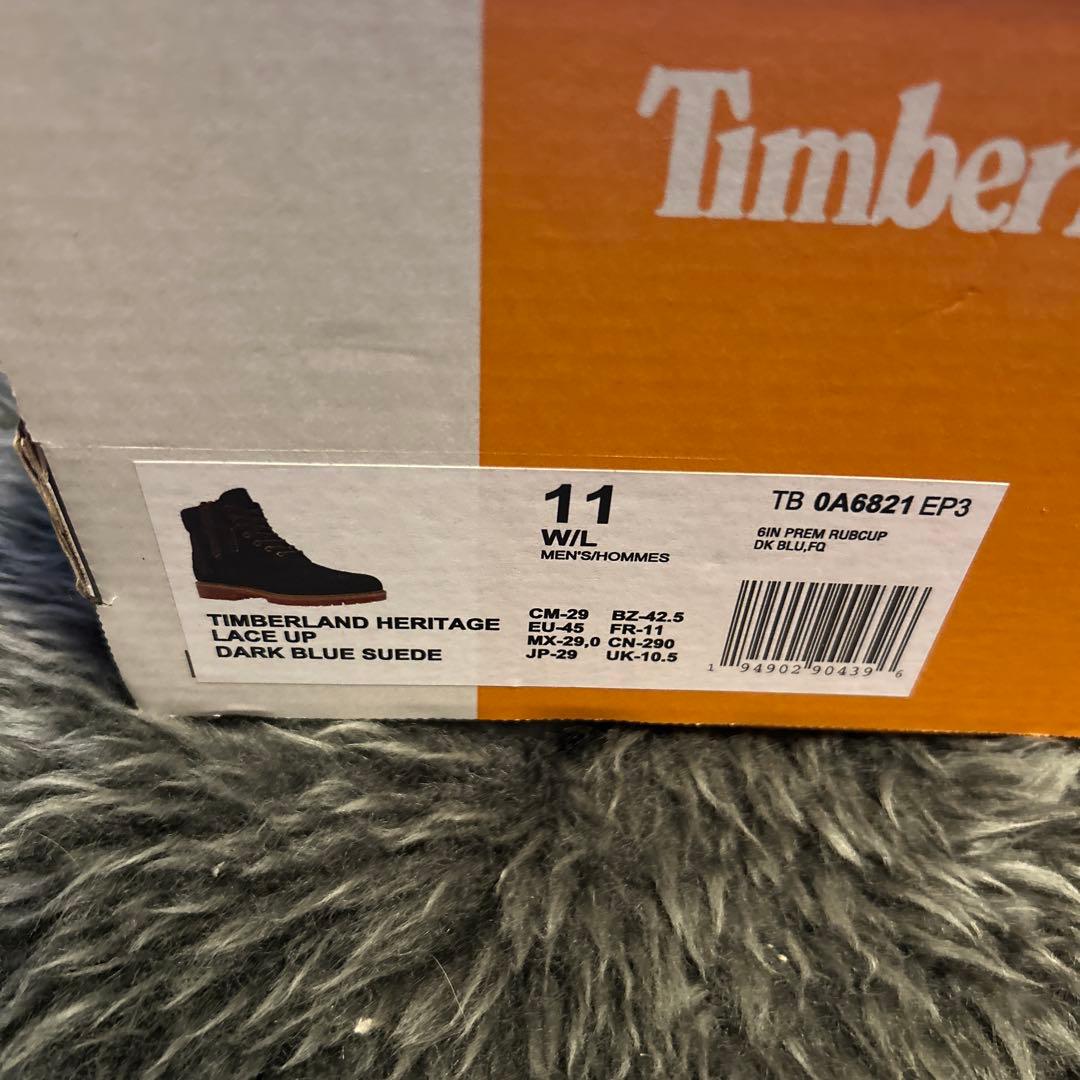 Timber
11
W/L
MEN'S/HOMMES
TB 0A6821 EP3
6IN PREM RUBCUP
DK BLU,FQ
TIMBERLAND HERITAGE
LACE UP
DARK BLUE SUEDE
CM-29 BZ-42.5
EU-45 FR-11
MX-29,0 CN-290
JP-29 UK-10.5
1 94902 90439 6